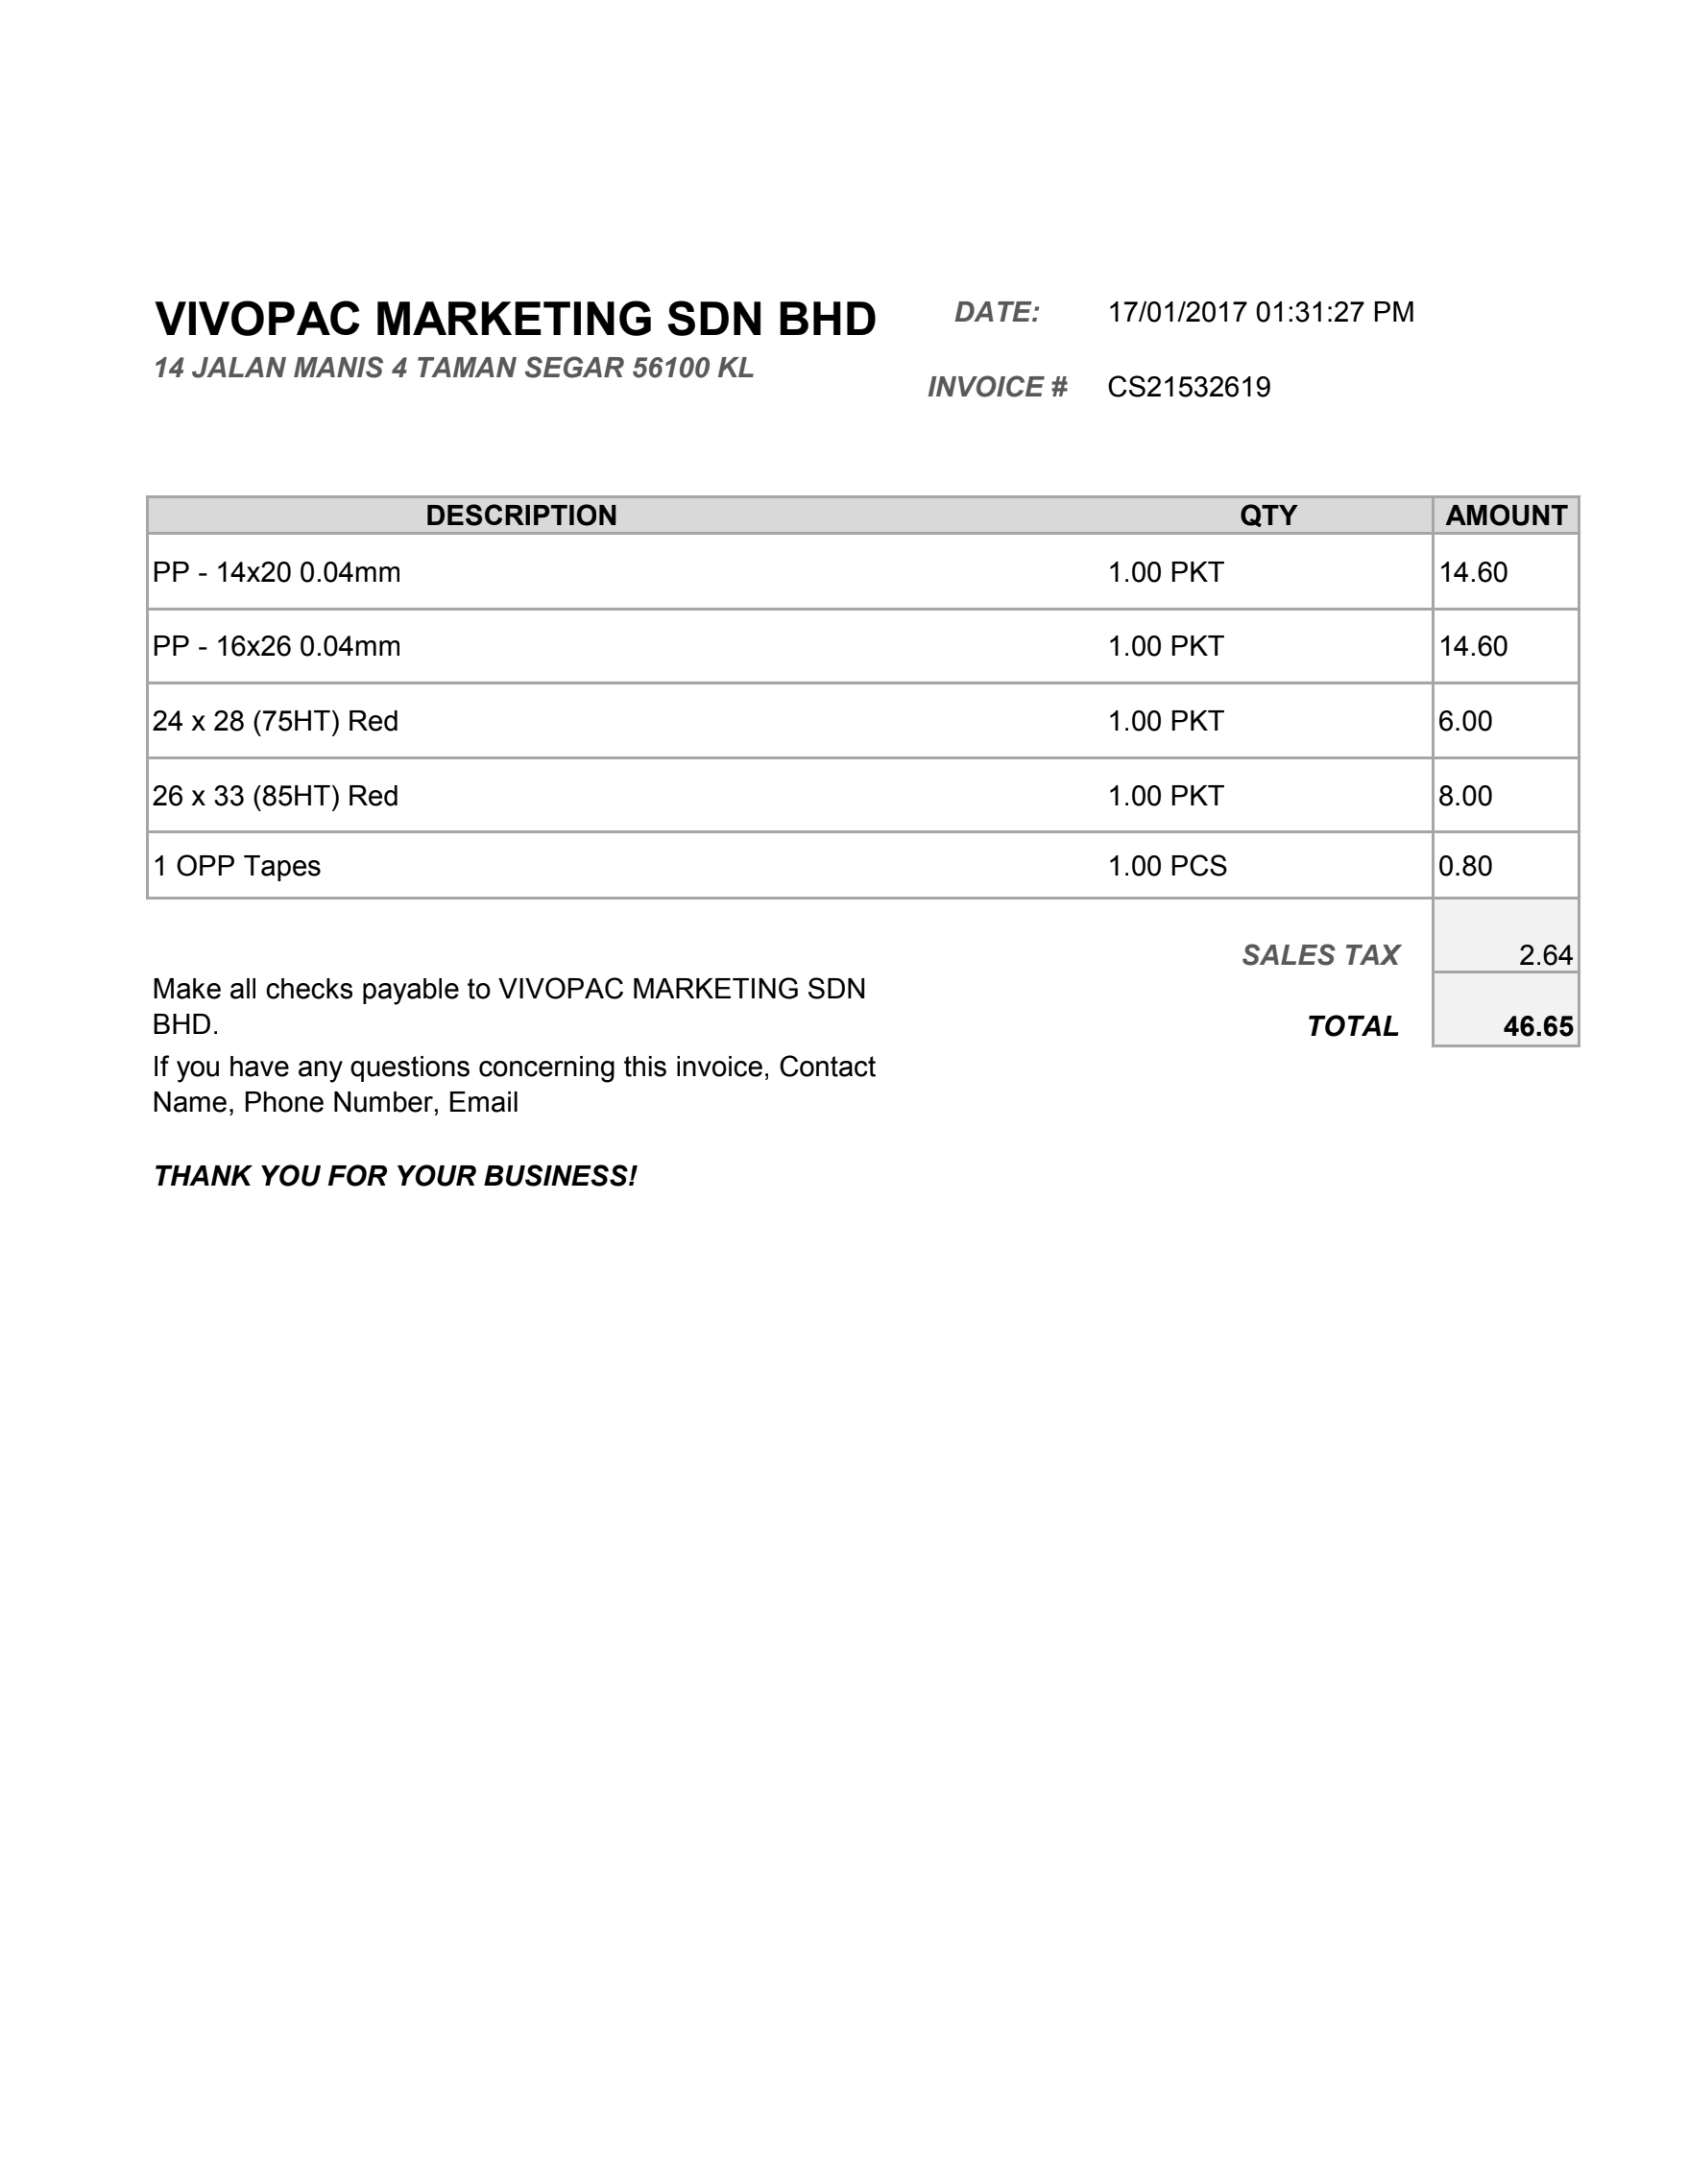 VIVOPAC MARKETING SDN BHD
14 JALAN MANIS 4 TAMAN SEGAR 56100 KL
DATE: 17/01/2017 01:31:27 PM
INVOICE # CS21532619
DESCRIPTION QTY AMOUNT
PP - 14x20 0.04mm 1.00 PKT 14.60
PP - 16x26 0.04mm 1.00 PKT 14.60
24 x 28 (75HT) Red 1.00 PKT 6.00
26 x 33 (85HT) Red 1.00 PKT 8.00
1 OPP Tapes 1.00 PCS 0.80
SALES TAX 2.64
TOTAL 46.65
Make all checks payable to VIVOPAC MARKETING SDN
BHD.
If you have any questions concerning this invoice, Contact
Name, Phone Number, Email
THANK YOU FOR YOUR BUSINESS!